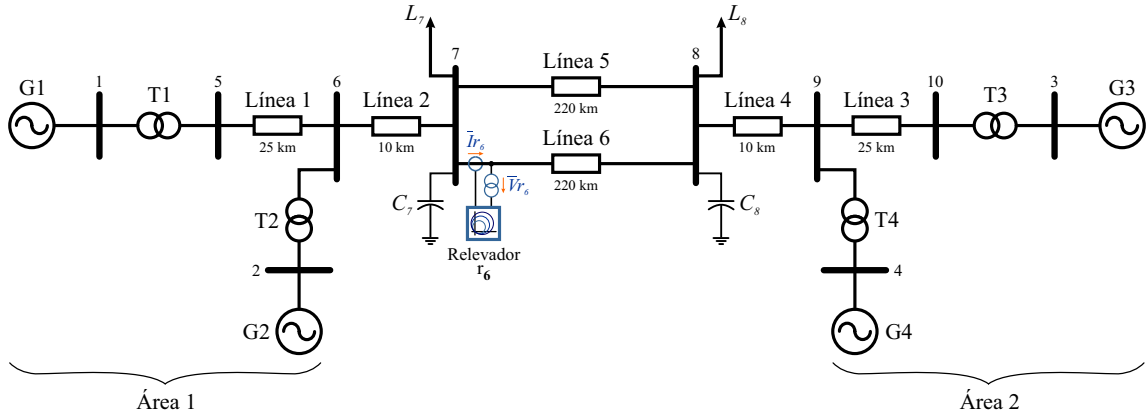 L₇
L₈
G1
1
T1
5
Línea 1
25 km
6
Línea 2
10 km
7
Línea 5
220 km
8
Línea 4
10 km
9
Línea 3
25 km
10
T3
3
G3
Línea 6
220 km
I̅r₆
V̅r₆
C₇
C₈
Relevador
r₆
T2
2
G2
T4
4
G4
Área 1
Área 2